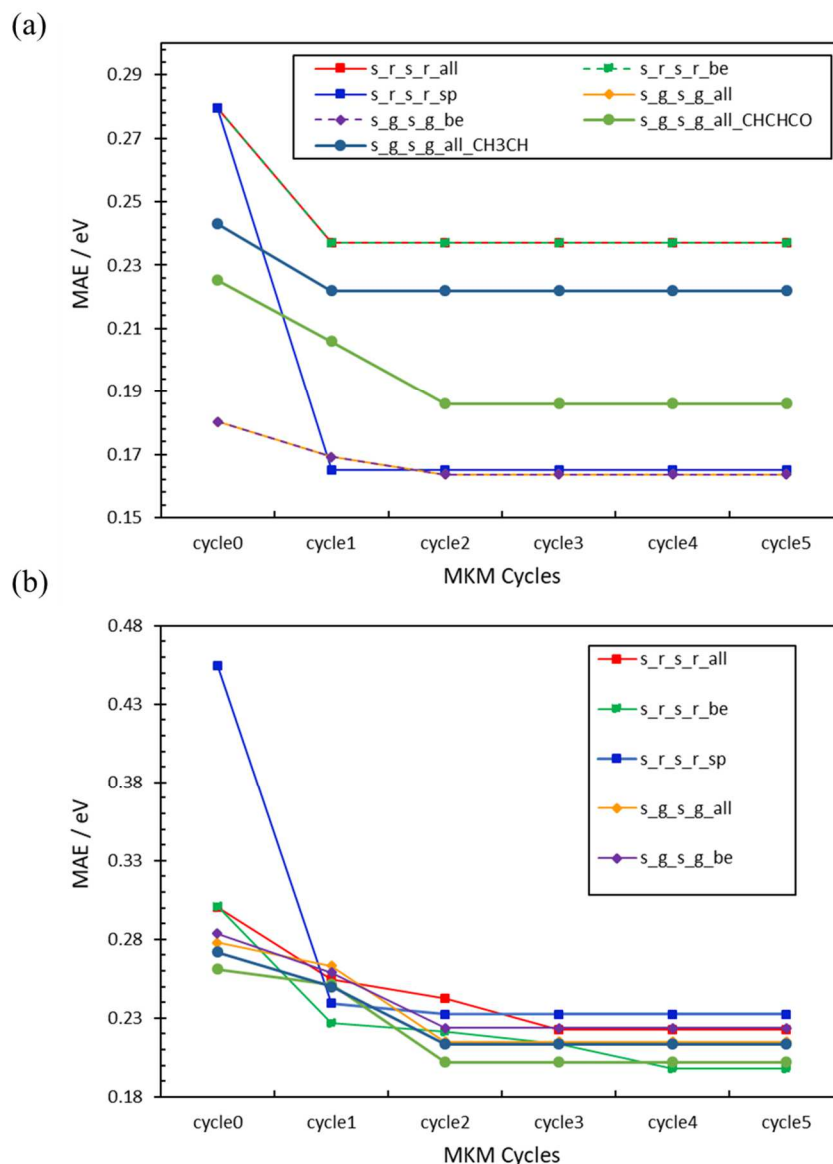 (a)
0.29
0.27
0.25
0.23
0.21
0.19
0.17
0.15
MAE / eV
s_r_s_r_all s_r_s_r_be
s_r_s_r_sp s_g_s_g_all
s_g_s_g_be s_g_s_g_all_CHCHCO
s_g_s_g_all_CH3CH
cycle0 cycle1 cycle2 cycle3 cycle4 cycle5
MKM Cycles
(b)
0.48
0.43
0.38
0.33
0.28
0.23
0.18
MAE / eV
s_r_s_r_all
s_r_s_r_be
s_r_s_r_sp
s_g_s_g_all
s_g_s_g_be
cycle0 cycle1 cycle2 cycle3 cycle4 cycle5
MKM Cycles